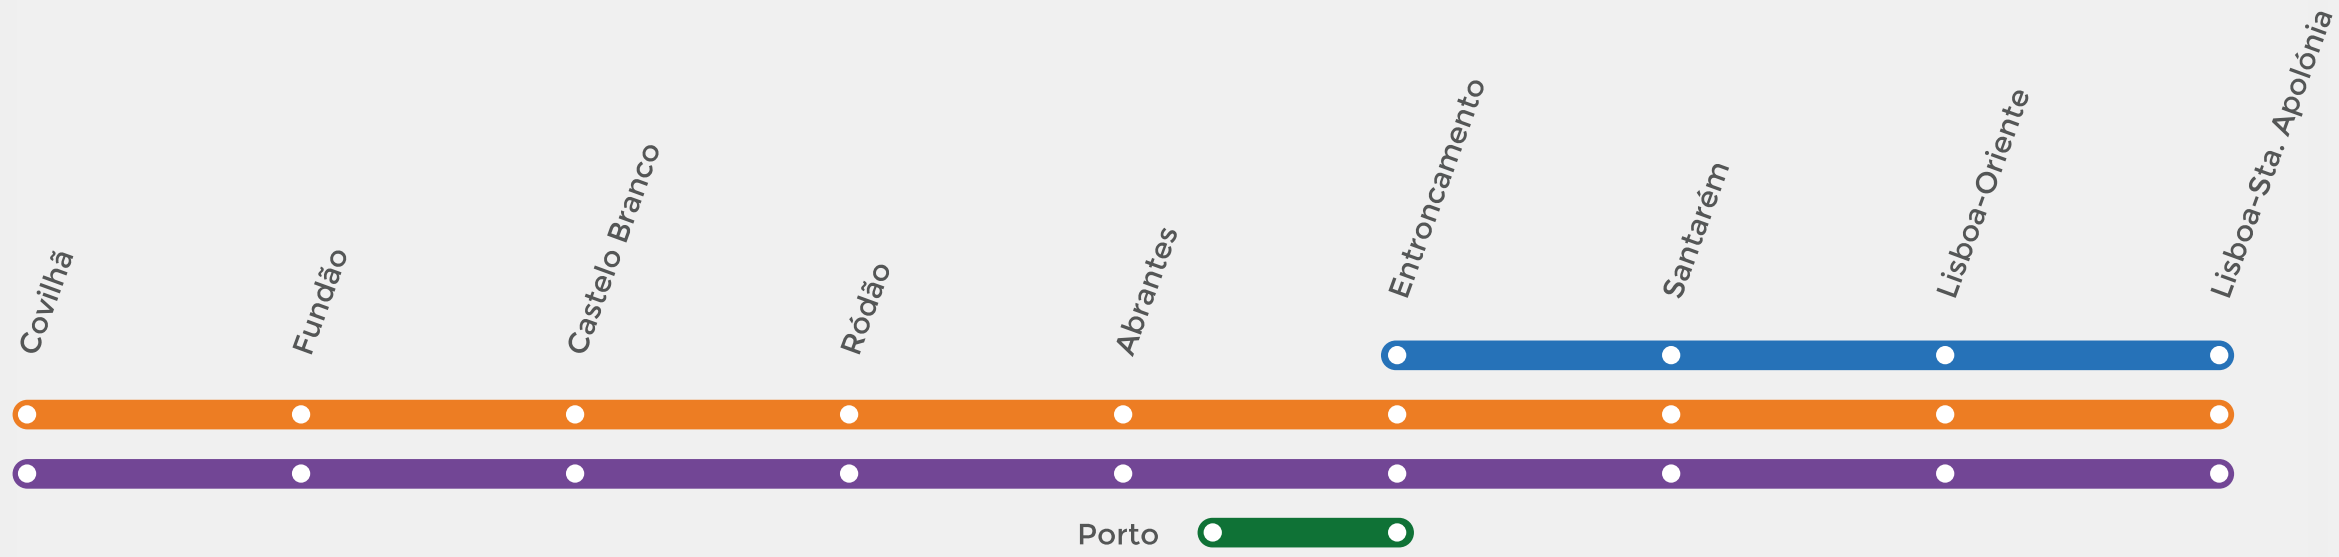 Covilhã
Fundão
Castelo Branco
Ródão
Abrantes
Entroncamento
Santarém
Lisboa-Oriente
Lisboa-Sta. Apolónia
Porto